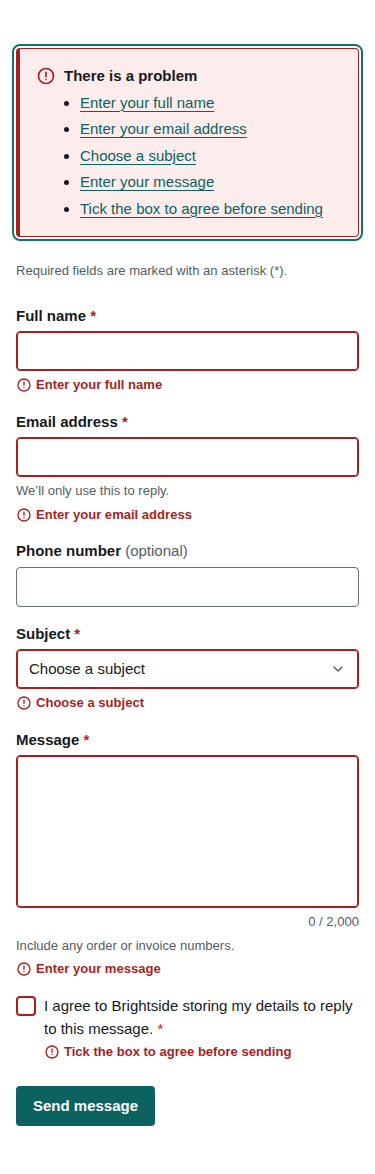 There is a problem
Enter your full name
Enter your email address
Choose a subject
Enter your message
Tick the box to agree before sending
Required fields are marked with an asterisk (*).
Full name *
Enter your full name
Email address *
We’ll only use this to reply.
Enter your email address
Phone number (optional)
Subject *
Choose a subject
Choose a subject
Message *
0 / 2,000
Include any order or invoice numbers.
Enter your message
I agree to Brightside storing my details to reply
to this message. *
Tick the box to agree before sending
Send message